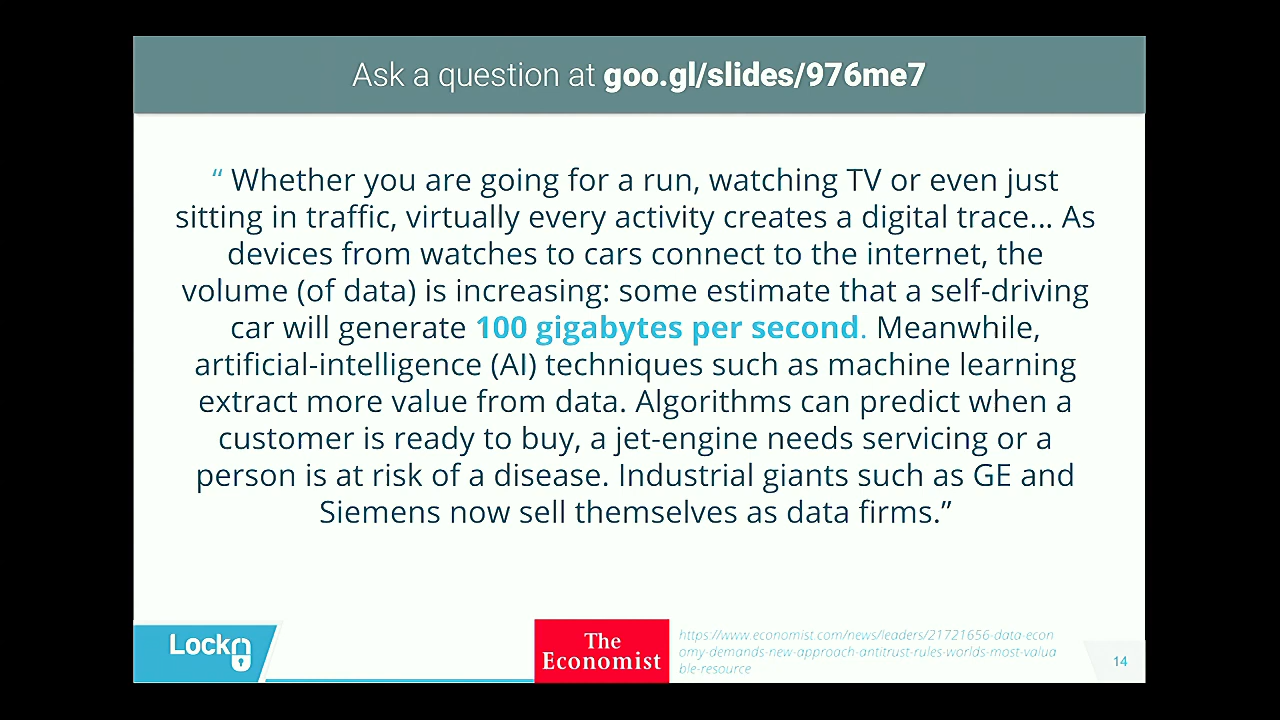 Ask a question at goo.gl/slides/976me7
“ Whether you are going for a run, watching TV or even just
sitting in traffic, virtually every activity creates a digital trace... As
devices from watches to cars connect to the internet, the
volume (of data) is increasing: some estimate that a self-driving
car will generate 100 gigabytes per second. Meanwhile,
artificial-intelligence (AI) techniques such as machine learning
extract more value from data. Algorithms can predict when a
customer is ready to buy, a jet-engine needs servicing or a
person is at risk of a disease. Industrial giants such as GE and
Siemens now sell themselves as data firms.”
Lockn
The
Economist
https://www.economist.com/news/leaders/21721656-data-econ
omy-demands-new-approach-antitrust-rules-worlds-most-valua
ble-resource
14